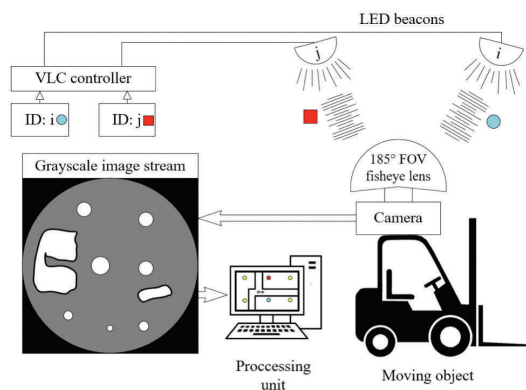 LED beacons
j
i
VLC controller
ID: i
ID: j
185° FOV
fisheye lens
Grayscale image stream
Camera
Proccessing
unit
Moving object